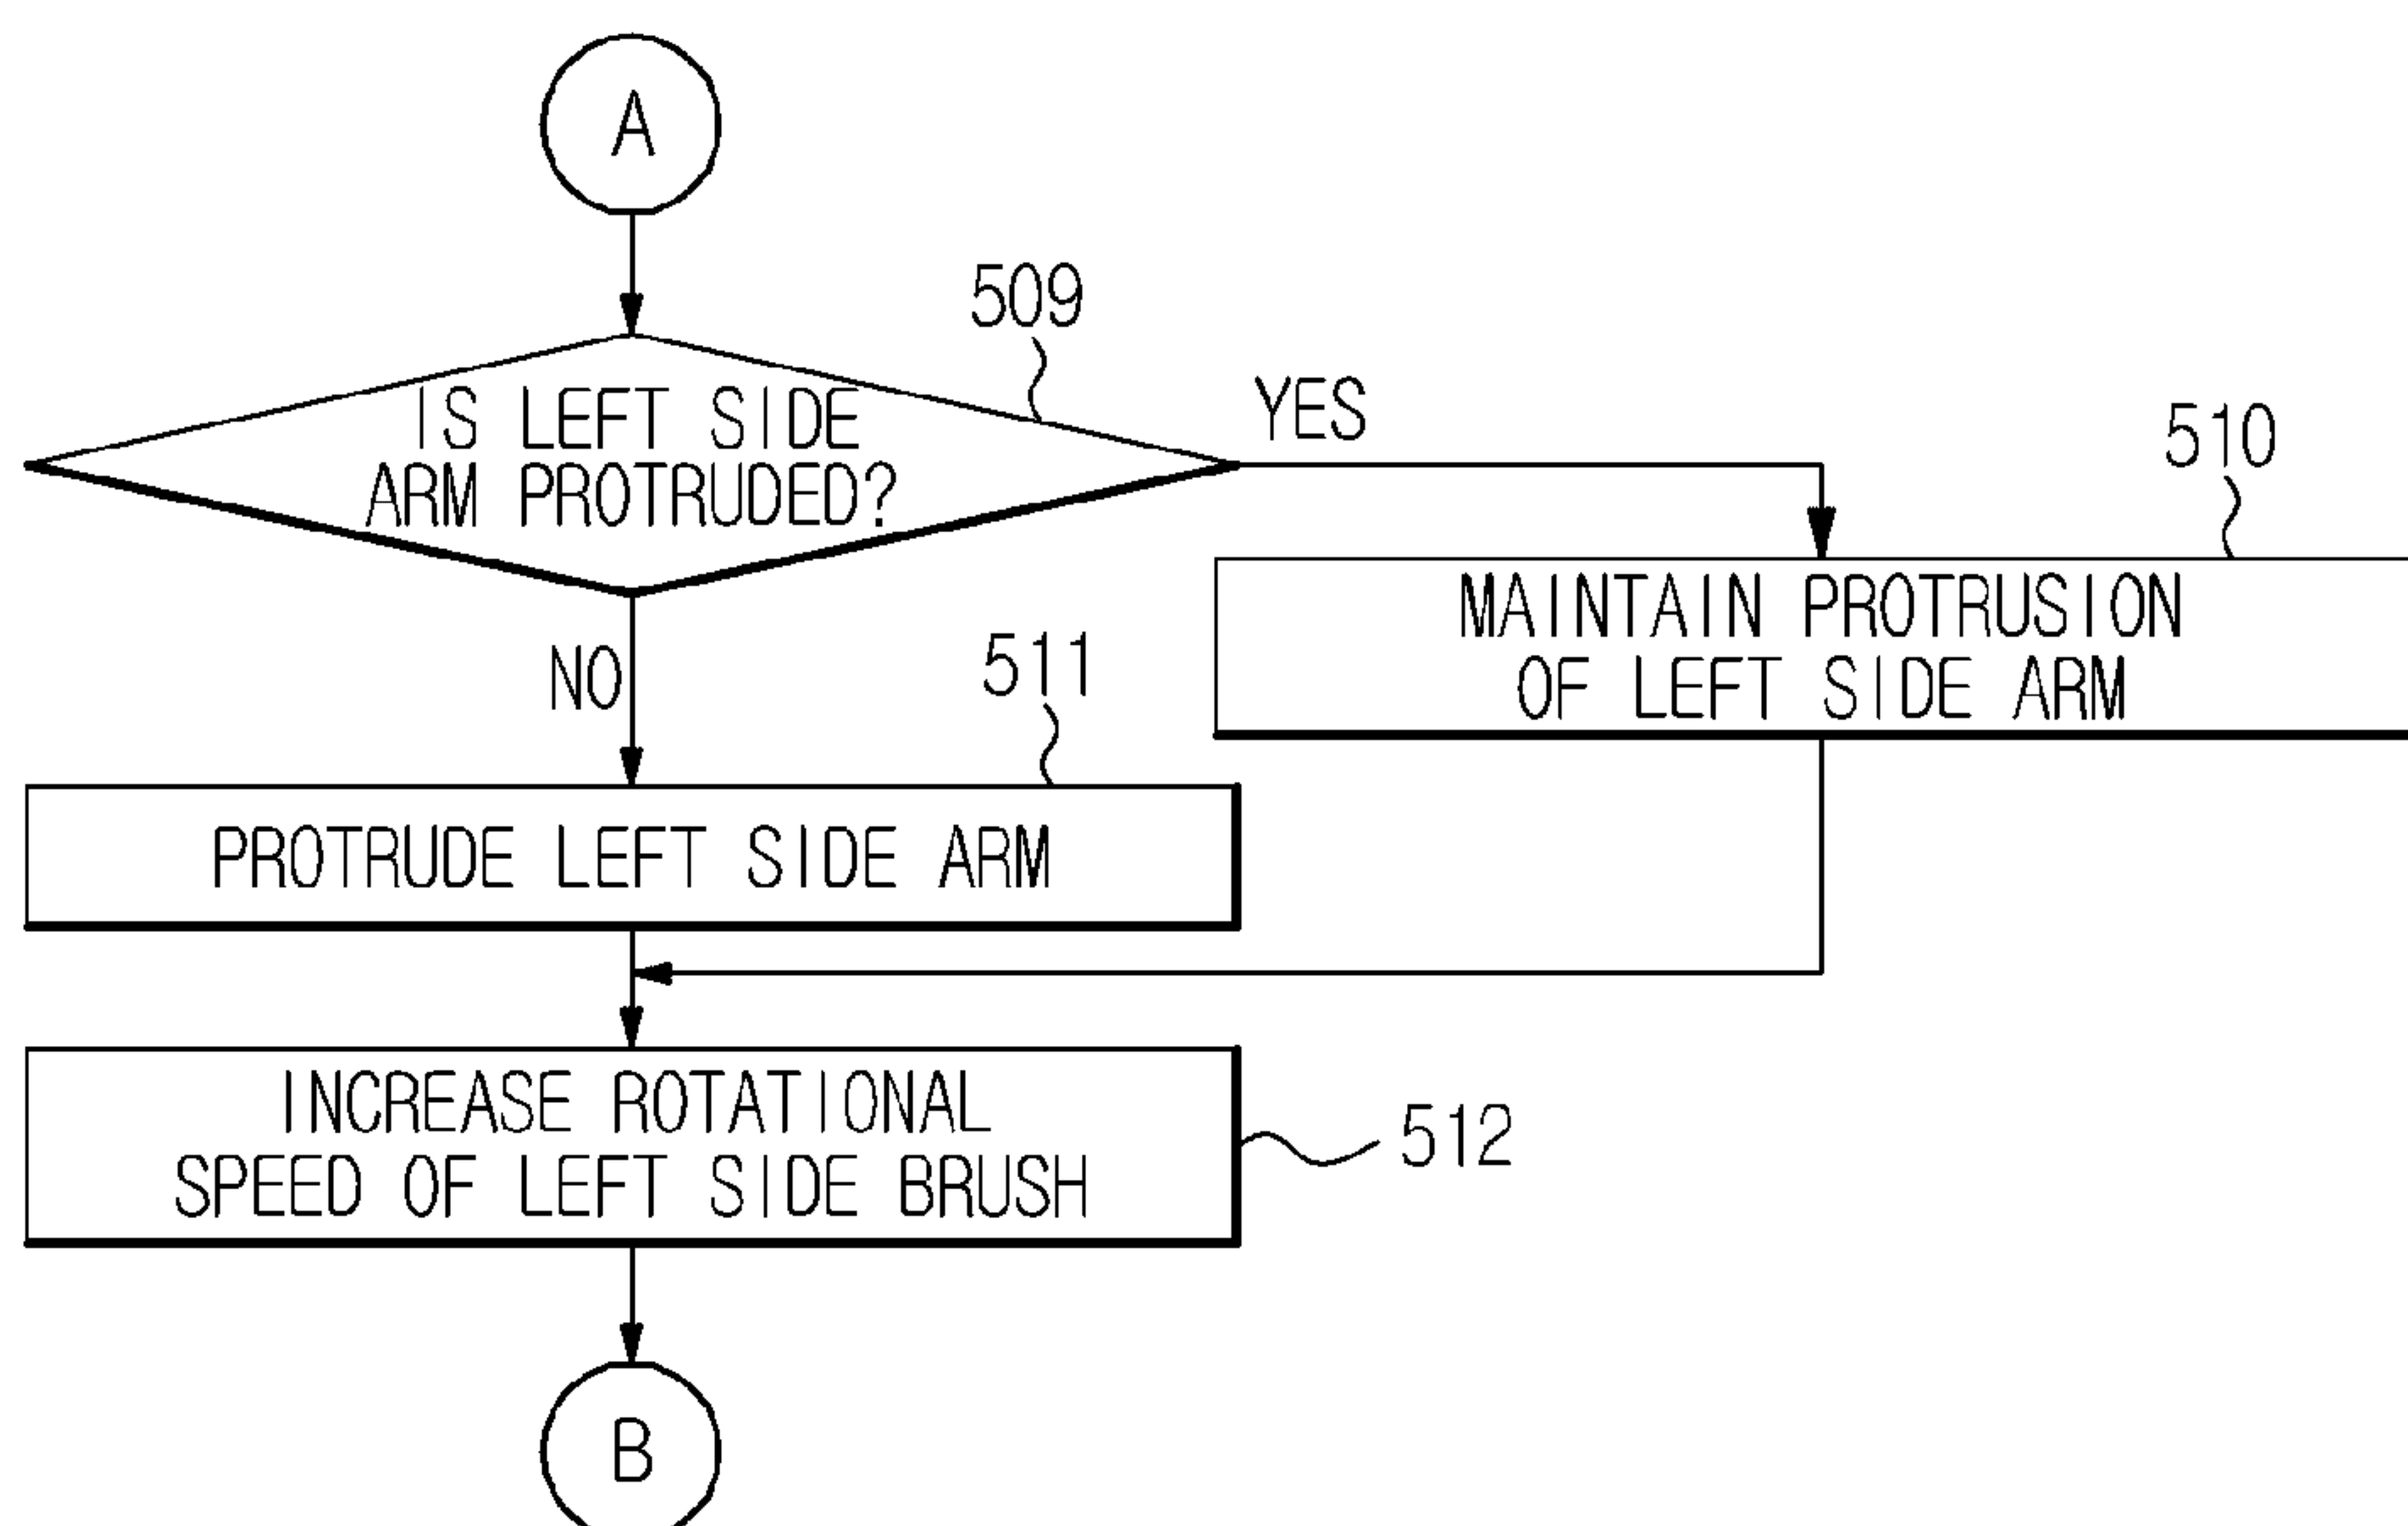 A
509
IS LEFT SIDE
ARM PROTRUDED?
YES
510
MAINTAIN PROTRUSION
OF LEFT SIDE ARM
NO
511
PROTRUDE LEFT SIDE ARM
INCREASE ROTATIONAL
SPEED OF LEFT SIDE BRUSH
512
B